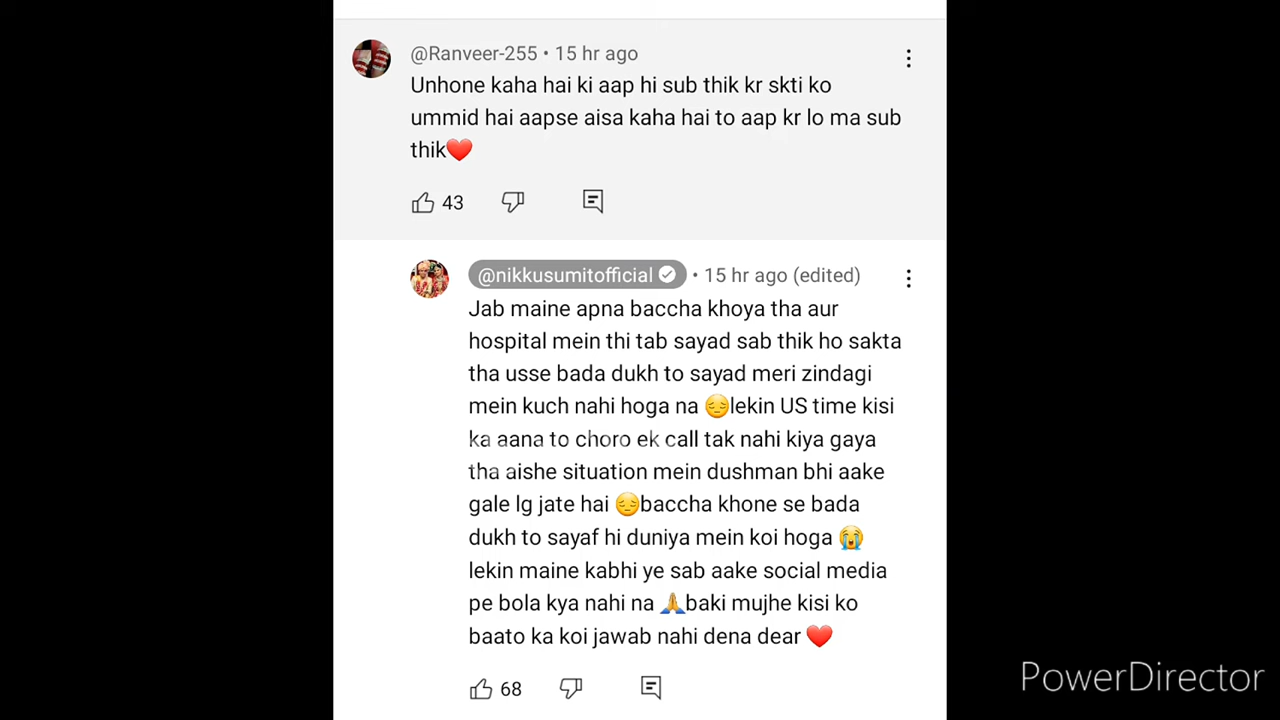 @Ranveer-255 • 15 hr ago
Unhone kaha hai ki aap hi sub thik kr skti ko
ummid hai aapse aisa kaha hai to aap kr lo ma sub
thik❤️
43
@nikkusumitofficial • 15 hr ago (edited)
Jab maine apna baccha khoya tha aur
hospital mein thi tab sayad sab thik ho sakta
tha usse bada dukh to sayad meri zindagi
mein kuch nahi hoga na 😔lekin US time kisi
ka aana to choro ek call tak nahi kiya gaya
tha aishe situation mein dushman bhi aake
gale lg jate hai 😔baccha khone se bada
dukh to sayaf hi duniya mein koi hoga 😭
lekin maine kabhi ye sab aake social media
pe bola kya nahi na 🙏baki mujhe kisi ko
baato ka koi jawab nahi dena dear ❤️
68
PowerDirector